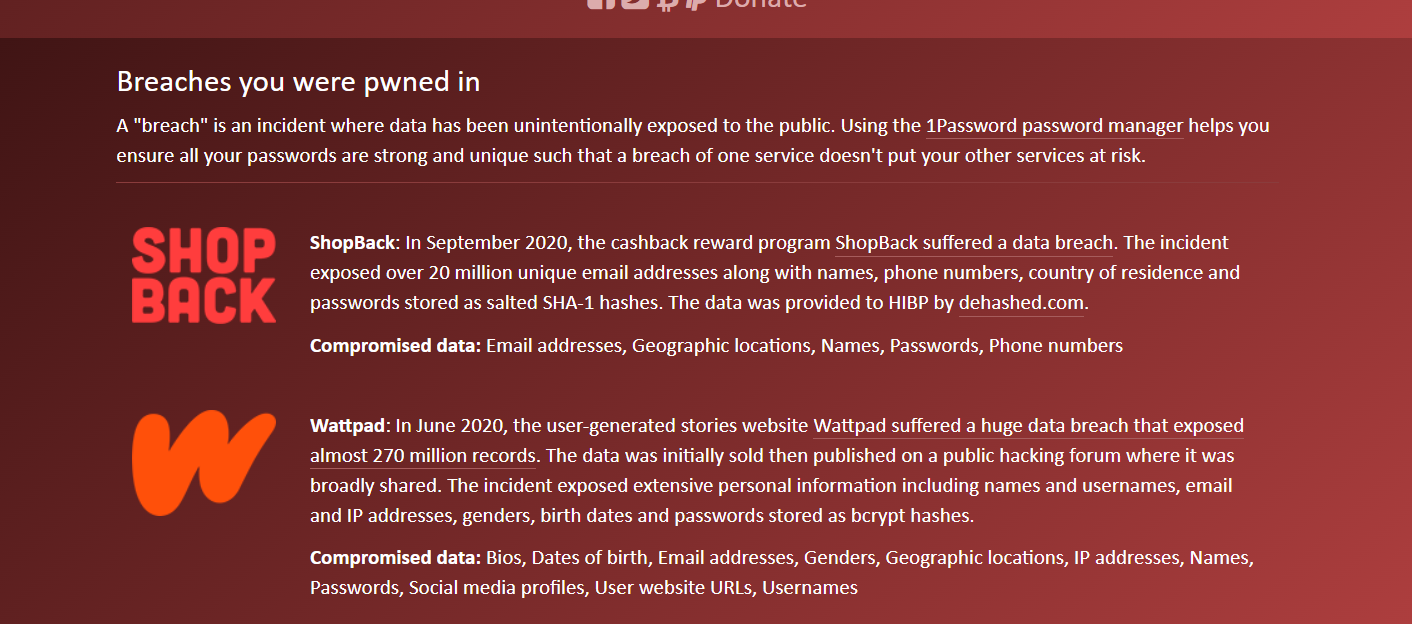 Donate
Breaches you were pwned in
A "breach" is an incident where data has been unintentionally exposed to the public. Using the 1Password password manager helps you
ensure all your passwords are strong and unique such that a breach of one service doesn't put your other services at risk.
SHOP
BACK
ShopBack: In September 2020, the cashback reward program ShopBack suffered a data breach. The incident
exposed over 20 million unique email addresses along with names, phone numbers, country of residence and
passwords stored as salted SHA-1 hashes. The data was provided to HIBP by dehashed.com.
Compromised data: Email addresses, Geographic locations, Names, Passwords, Phone numbers
Wattpad: In June 2020, the user-generated stories website Wattpad suffered a huge data breach that exposed
almost 270 million records. The data was initially sold then published on a public hacking forum where it was
broadly shared. The incident exposed extensive personal information including names and usernames, email
and IP addresses, genders, birth dates and passwords stored as bcrypt hashes.
Compromised data: Bios, Dates of birth, Email addresses, Genders, Geographic locations, IP addresses, Names,
Passwords, Social media profiles, User website URLs, Usernames